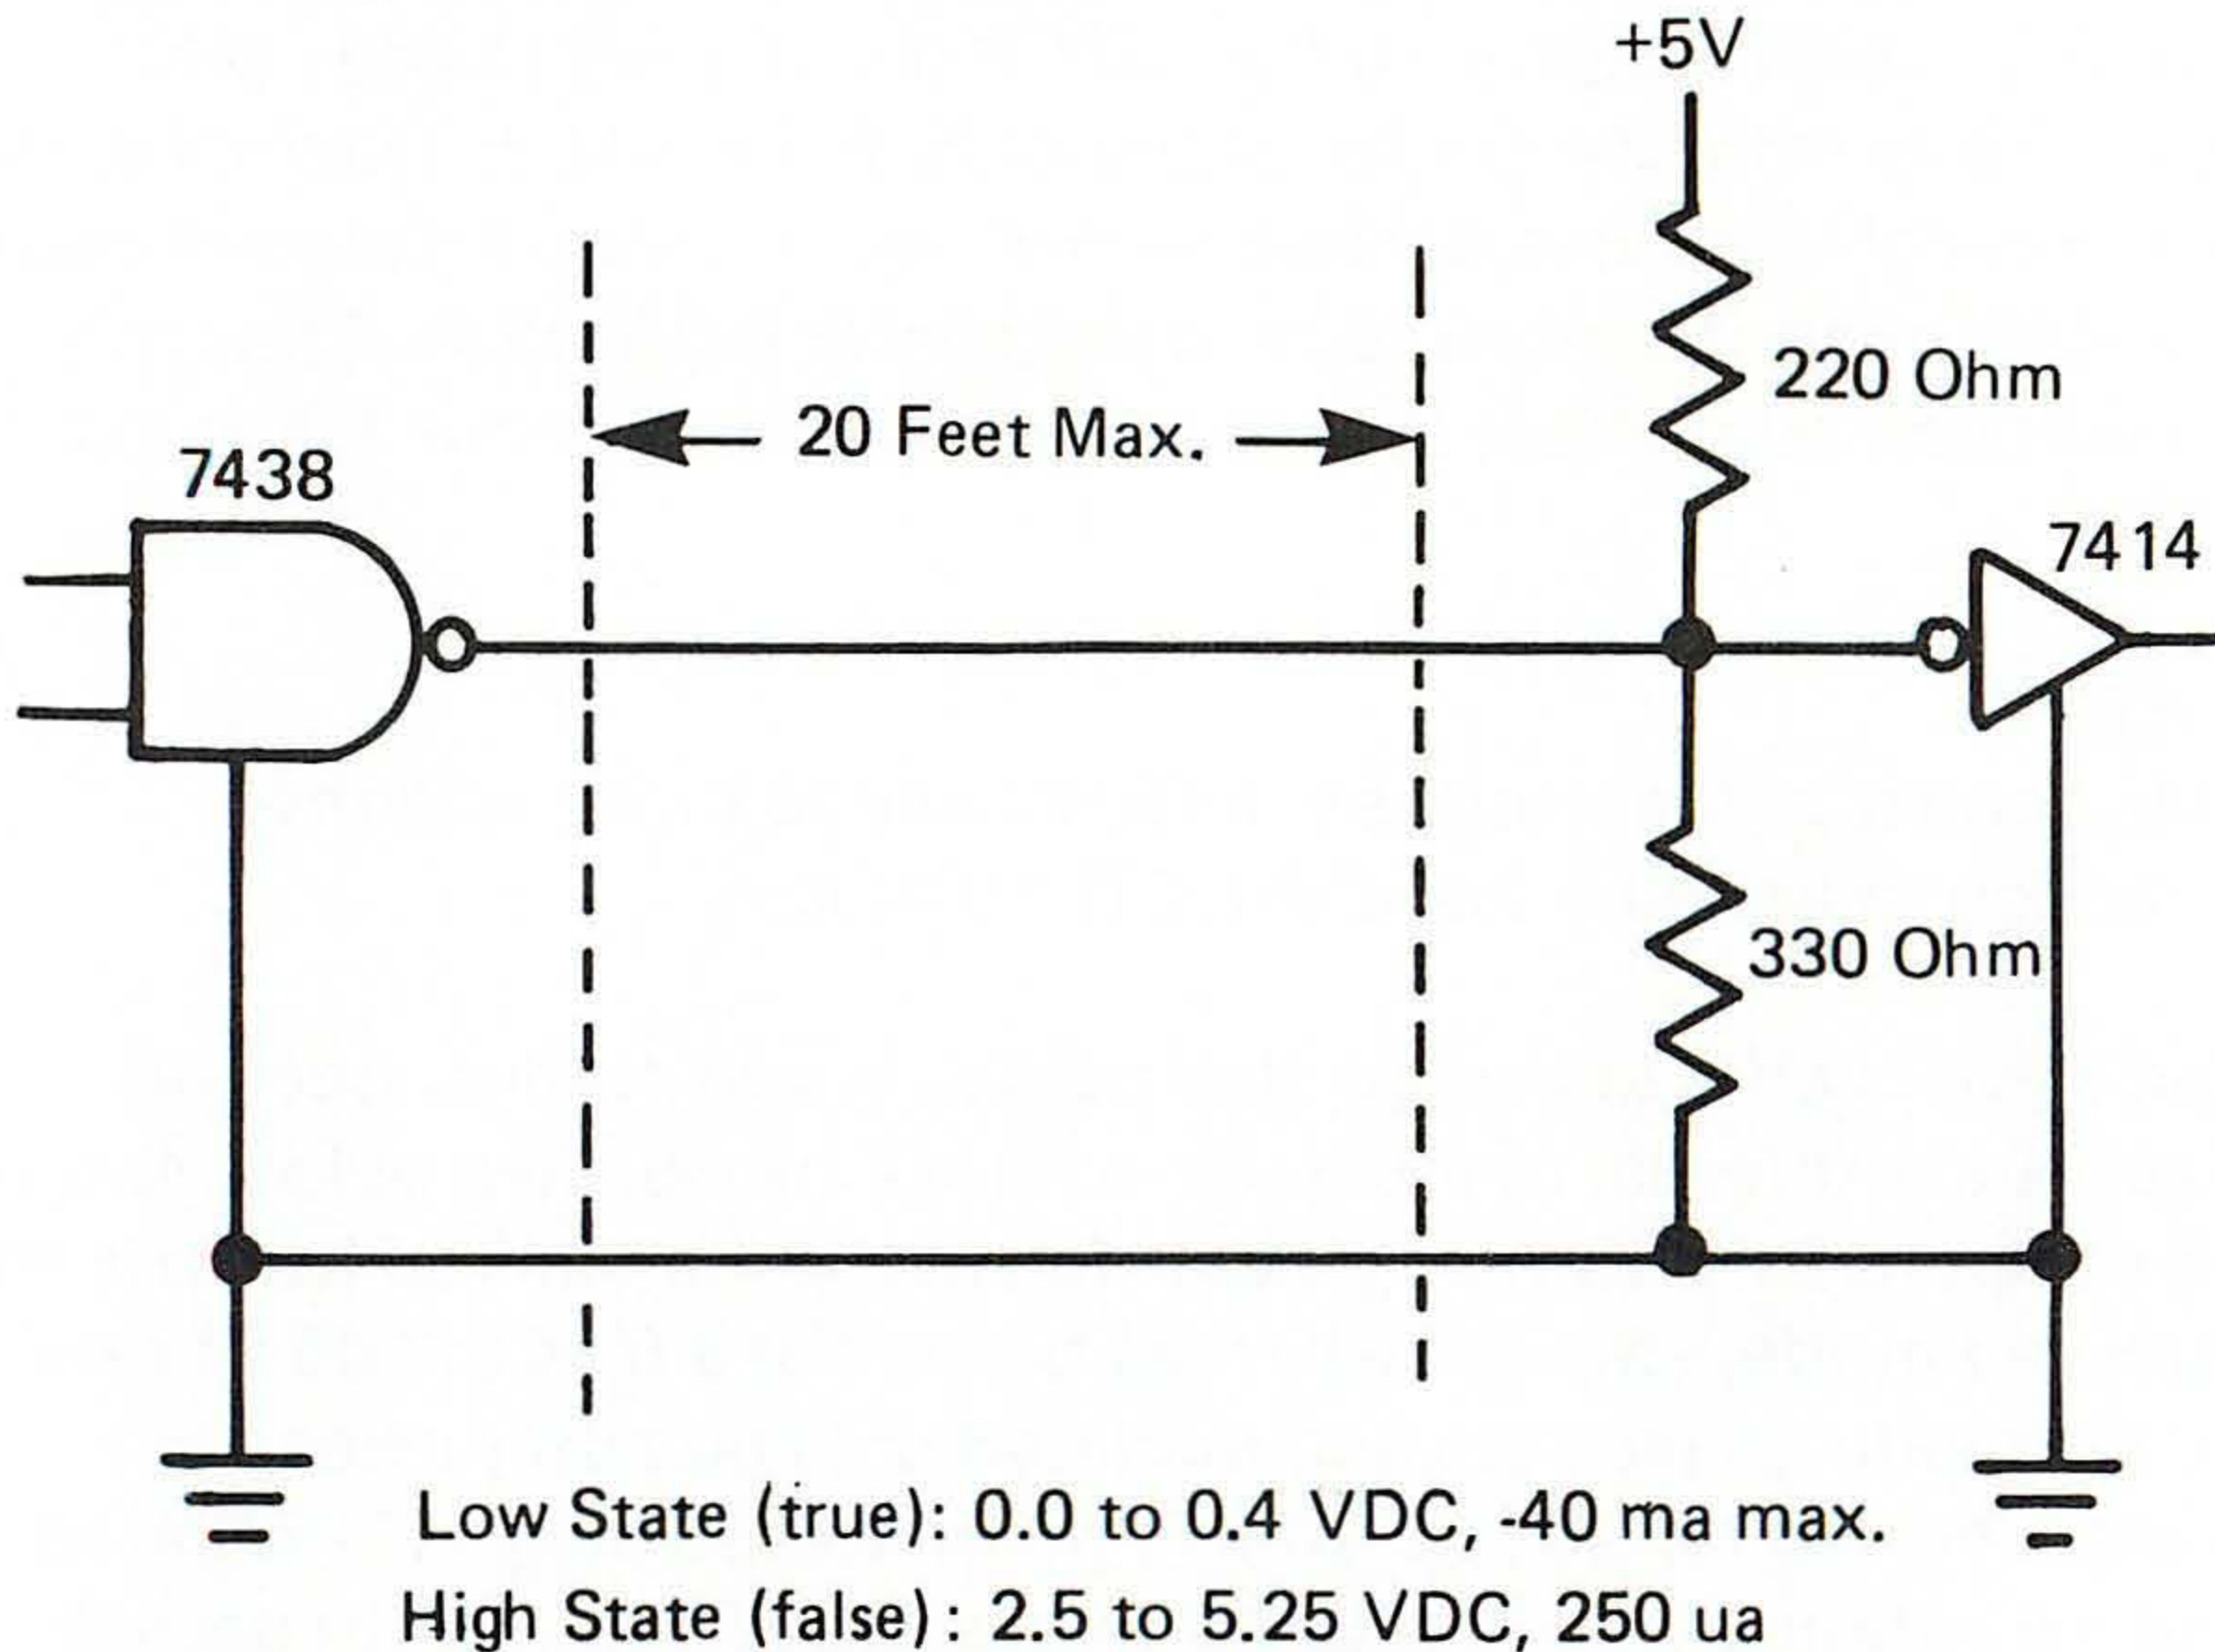 +5V
220 Ohm
20 Feet Max.
7438
7414
330 Ohm
Low State (true): 0.0 to 0.4 VDC, -40 ma max.
High State (false): 2.5 to 5.25 VDC, 250 ua